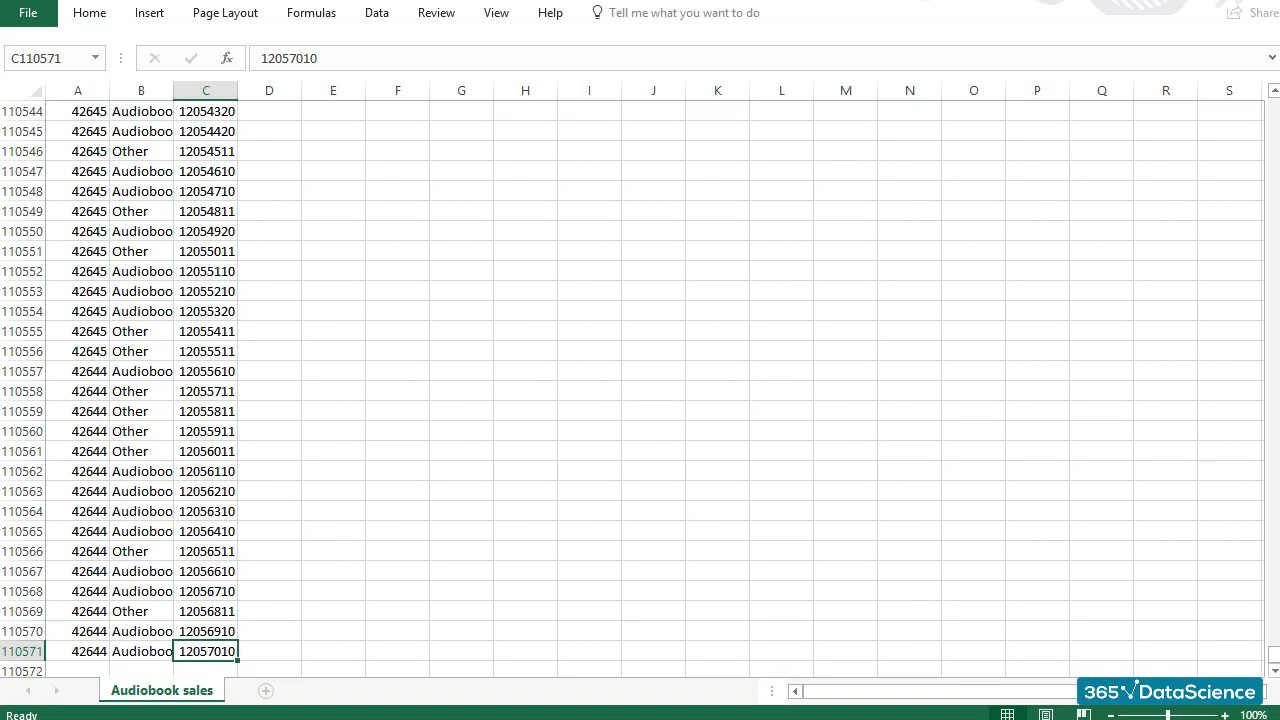 File Home Insert Page Layout Formulas Data Review View Help Tell me what you want to do Share
C110571 fx 12057010
A B C D E F G H I J K L M N O P Q R S
110544 42645 Audioboo 12054320
110545 42645 Audioboo 12054420
110546 42645 Other 12054511
110547 42645 Audioboo 12054610
110548 42645 Audioboo 12054710
110549 42645 Other 12054811
110550 42645 Audioboo 12054920
110551 42645 Other 12055011
110552 42645 Audioboo 12055110
110553 42645 Audioboo 12055210
110554 42645 Audioboo 12055320
110555 42645 Other 12055411
110556 42645 Other 12055511
110557 42644 Audioboo 12055610
110558 42644 Other 12055711
110559 42644 Other 12055811
110560 42644 Other 12055911
110561 42644 Other 12056011
110562 42644 Audioboo 12056110
110563 42644 Audioboo 12056210
110564 42644 Audioboo 12056310
110565 42644 Audioboo 12056410
110566 42644 Other 12056511
110567 42644 Audioboo 12056610
110568 42644 Audioboo 12056710
110569 42644 Other 12056811
110570 42644 Audioboo 12056910
110571 42644 Audioboo 12057010
110572
Audiobook sales
365 DataScience
Ready 100%